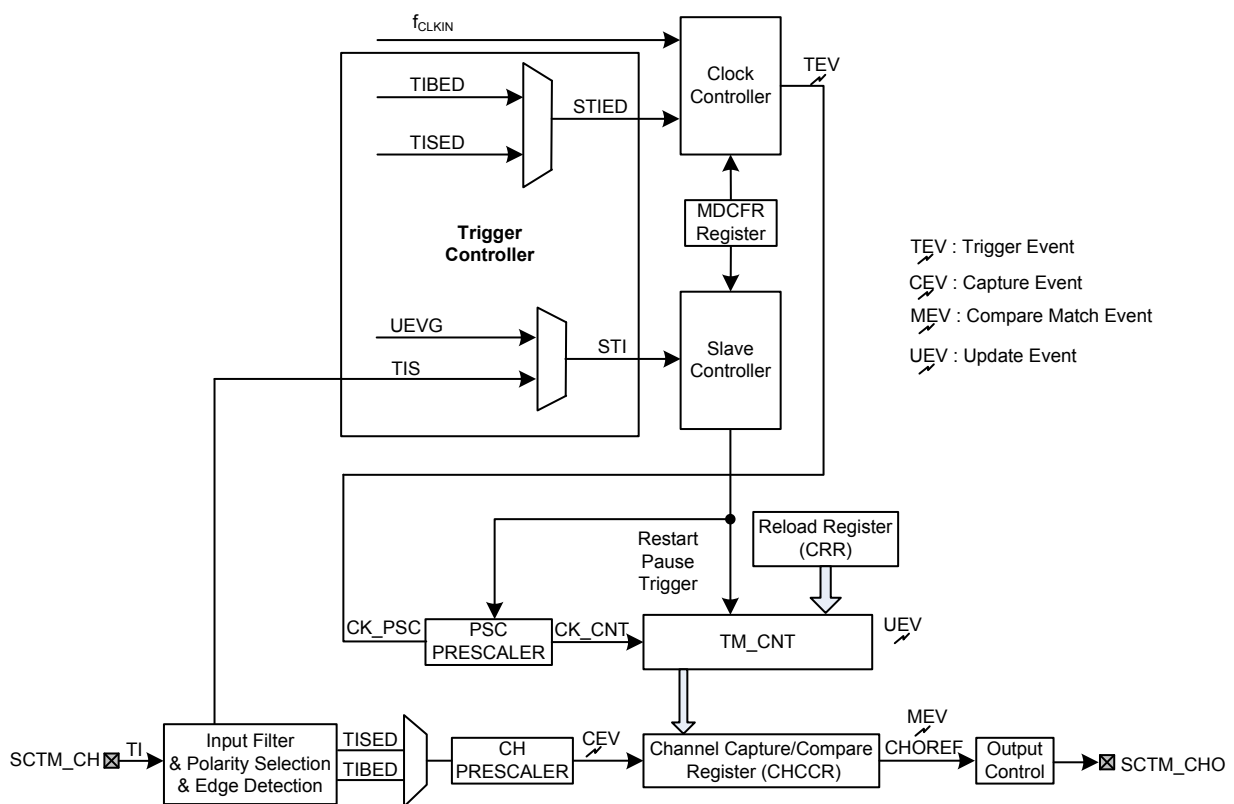 fCLKIN
TEV
Clock
Controller
TIBED
STIED
TISED
MDCFR
Register
Trigger
Controller
TEV : Trigger Event
CEV : Capture Event
MEV : Compare Match Event
UEV : Update Event
UEVG
STI
TIS
Slave
Controller
Restart
Pause
Trigger
Reload Register
(CRR)
CK_PSC
PSC
PRESCALER
CK_CNT
TM_CNT
UEV
SCTM_CH
TI
Input Filter
& Polarity Selection
& Edge Detection
TISED
TIBED
CH
PRESCALER
CEV
Channel Capture/Compare
Register (CHCCR)
MEV
CHOREF
Output
Control
SCTM_CHO